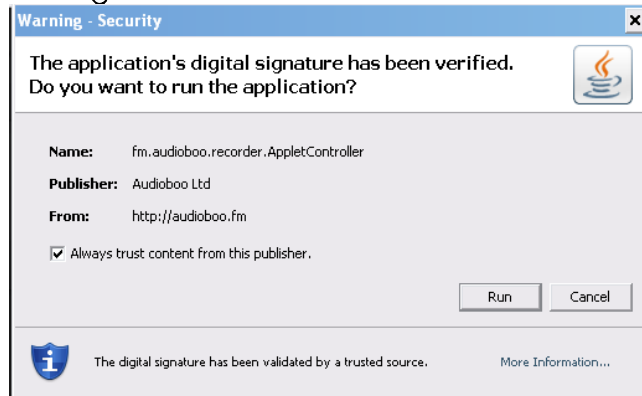 Warning - Security
The application's digital signature has been verified.
Do you want to run the application?
Name: fm.audioboo.recorder.AppletController
Publisher: Audioboo Ltd
From: http://audioboo.fm
Always trust content from this publisher.
Run Cancel
The digital signature has been validated by a trusted source. More Information...